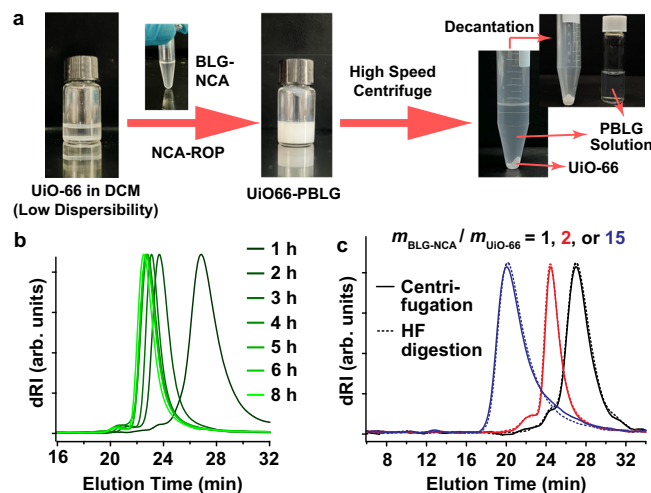 a
BLG-
NCA
NCA-ROP
UiO-66 in DCM
(Low Dispersibility)
UiO66-PBLG
High Speed
Centrifuge
Decantation
PBLG
Solution
UiO-66
b
dRI (arb. units)
1 h
2 h
3 h
4 h
5 h
6 h
8 h
16 20 24 28 32
Elution Time (min)
c
mBLG-NCA / mUiO-66 = 1, 2, or 15
Centri-
fugation
HF
digestion
dRI (arb. units)
8 12 16 20 24 28 32
Elution Time (min)